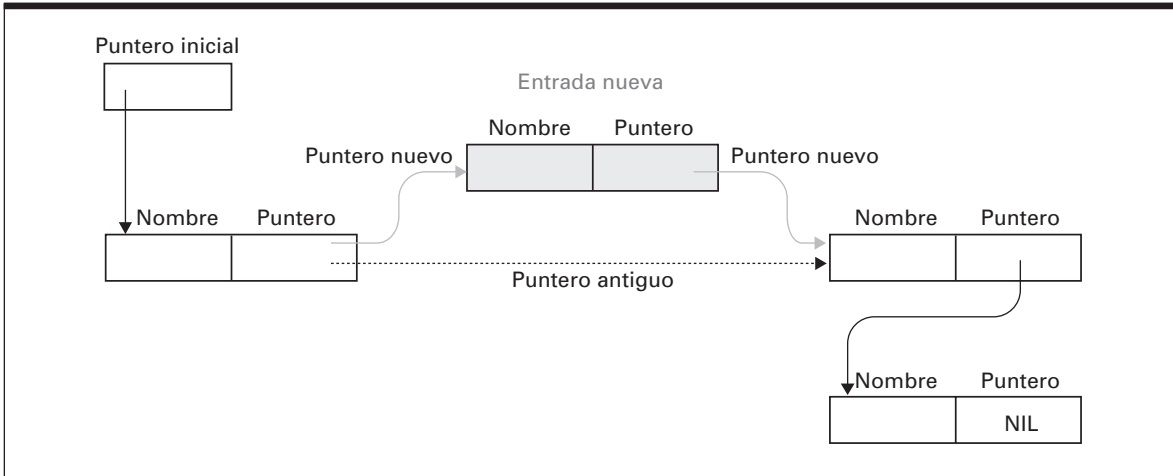 Puntero inicial
Entrada nueva
Nombre Puntero
Puntero nuevo Puntero nuevo
Nombre Puntero Nombre Puntero
Puntero antiguo
Nombre Puntero
NIL